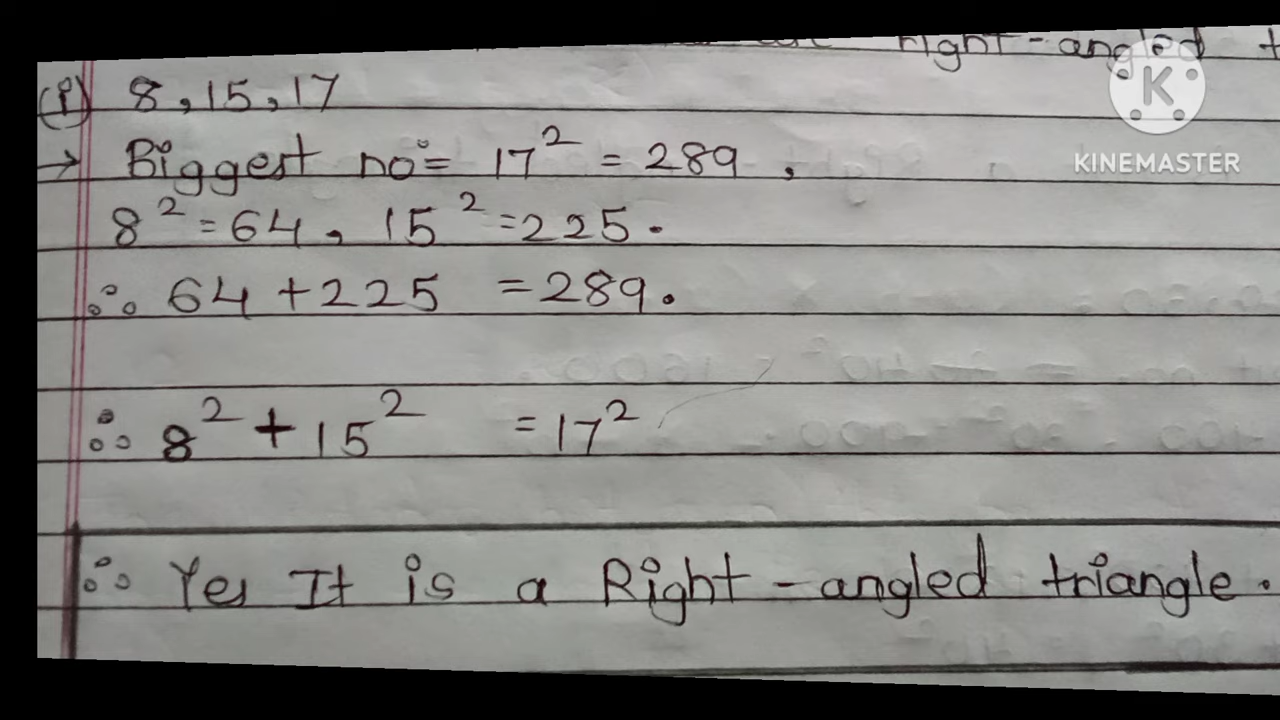 right-angled
(i) 8, 15, 17
→ Biggest no = 17² = 289 ,
8² = 64 , 15² = 225 .
∴ 64 + 225 = 289 .
∴ 8² + 15² = 17²
∴ Yes It is a Right-angled triangle .
K
KINEMASTER